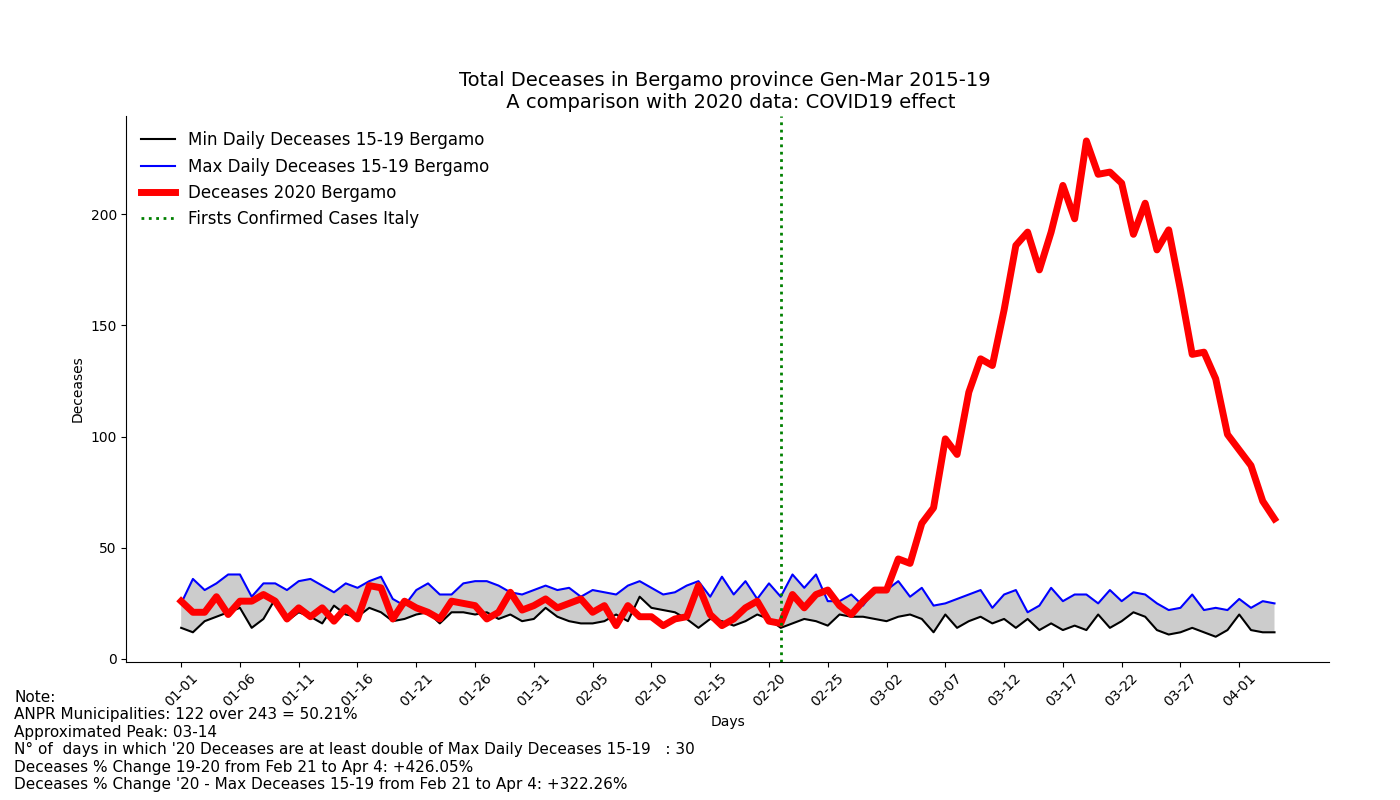 Total Deceases in Bergamo province Gen-Mar 2015-19
A comparison with 2020 data: COVID19 effect
Min Daily Deceases 15-19 Bergamo
Max Daily Deceases 15-19 Bergamo
Deceases 2020 Bergamo
Firsts Confirmed Cases Italy
200
150
100
50
0
Deceases
01-01 01-06 01-11 01-16 01-21 01-26 01-31 02-05 02-10 02-15 02-20 02-25 03-02 03-07 03-12 03-17 03-22 03-27 04-01
Days
Note:
ANPR Municipalities: 122 over 243 = 50.21%
Approximated Peak: 03-14
N° of  days in which '20 Deceases are at least double of Max Daily Deceases 15-19   : 30
Deceases % Change 19-20 from Feb 21 to Apr 4: +426.05%
Deceases % Change '20 - Max Deceases 15-19 from Feb 21 to Apr 4: +322.26%